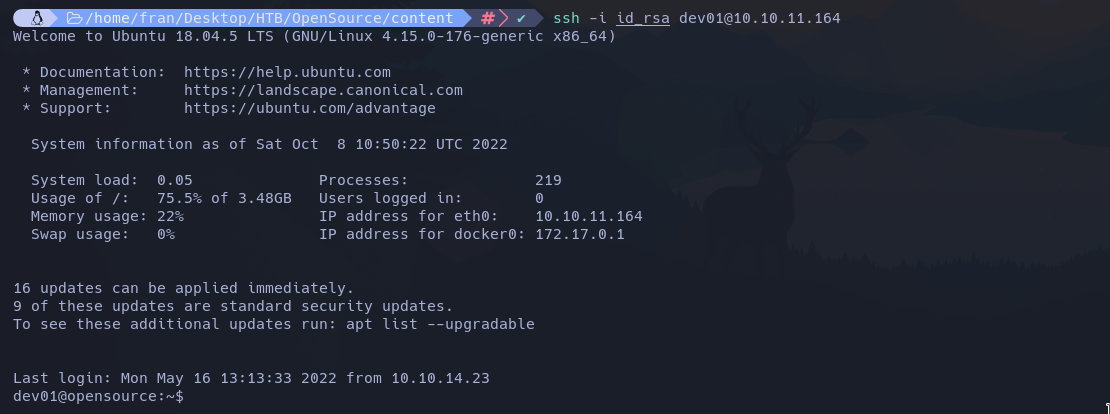 /home/fran/Desktop/HTB/OpenSource/content # ✔ ssh -i id_rsa dev01@10.10.11.164
Welcome to Ubuntu 18.04.5 LTS (GNU/Linux 4.15.0-176-generic x86_64)
* Documentation:  https://help.ubuntu.com
* Management:     https://landscape.canonical.com
* Support:        https://ubuntu.com/advantage
System information as of Sat Oct  8 10:50:22 UTC 2022
System load:  0.05              Processes:              219
Usage of /:   75.5% of 3.48GB   Users logged in:        0
Memory usage: 22%               IP address for eth0:    10.10.11.164
Swap usage:   0%                IP address for docker0: 172.17.0.1
16 updates can be applied immediately.
9 of these updates are standard security updates.
To see these additional updates run: apt list --upgradable
Last login: Mon May 16 13:13:33 2022 from 10.10.14.23
dev01@opensource:~$